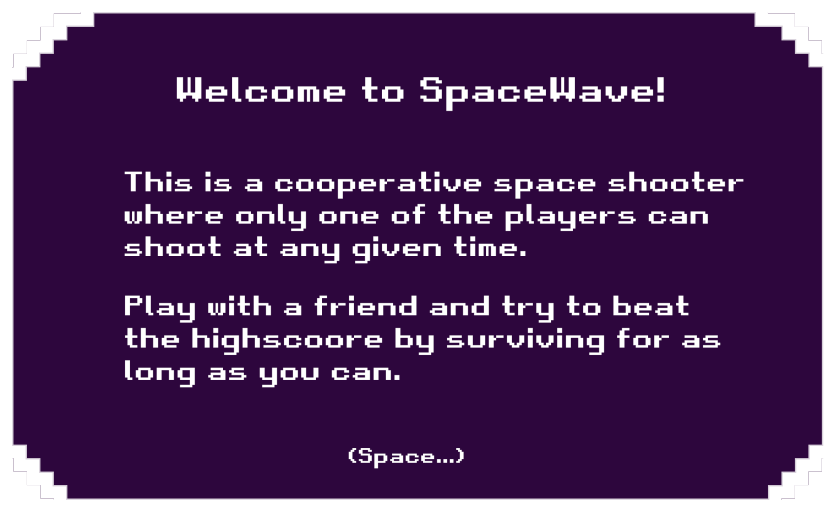 Welcome to SpaceWave!
This is a cooperative space shooter
where only one of the players can
shoot at any given time.
Play with a friend and try to beat
the highscoore by surviving for as
long as you can.
(Space...)